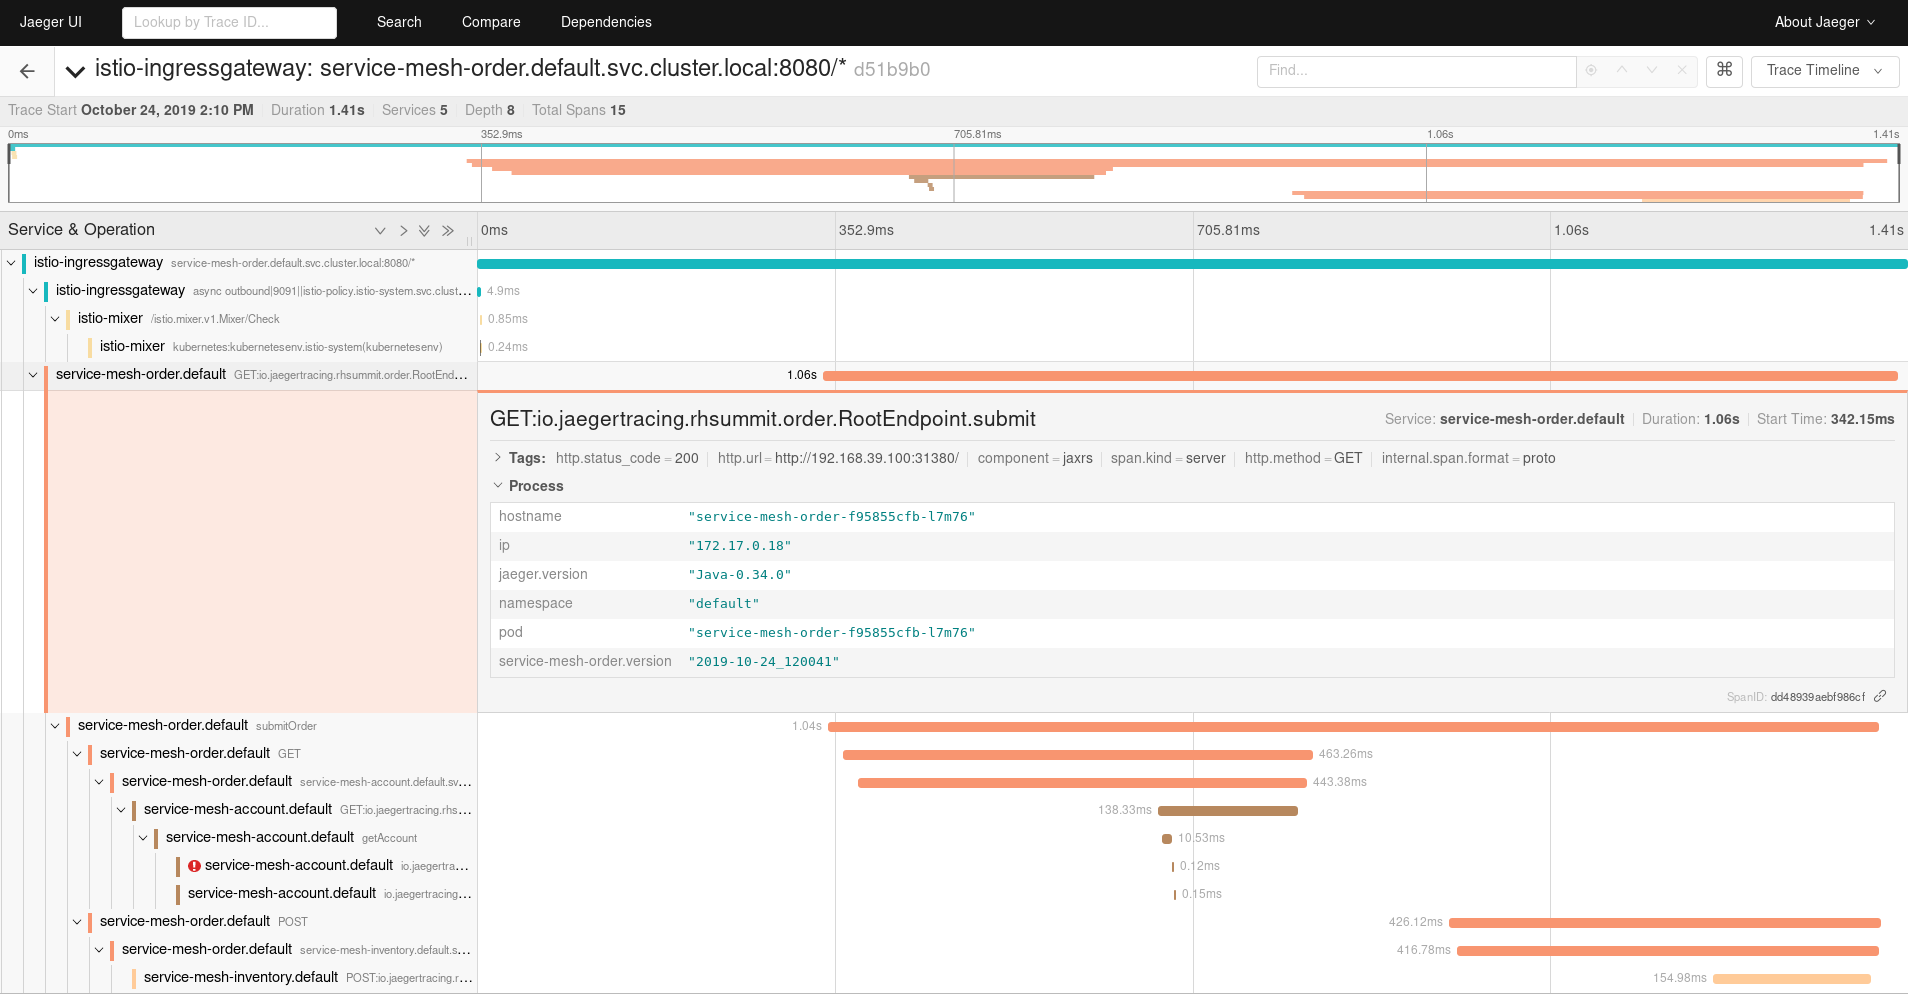 Jaeger UI Lookup by Trace ID... Search Compare Dependencies About Jaeger
istio-ingressgateway: service-mesh-order.default.svc.cluster.local:8080/* d51b9b0 Find... ⌘ Trace Timeline
Trace Start October 24, 2019 2:10 PM Duration 1.41s Services 5 Depth 8 Total Spans 15
0ms 352.9ms 705.81ms 1.06s 1.41s
Service & Operation 0ms 352.9ms 705.81ms 1.06s 1.41s
istio-ingressgateway service-mesh-order.default.svc.cluster.local:8080/*
istio-ingressgateway async outbound|9091||istio-policy.istio-system.svc.clust... 4.9ms
istio-mixer /istio.mixer.v1.Mixer/Check 0.85ms
istio-mixer kubernetes:kubernetesenv.istio-system(kubernetesenv) 0.24ms
service-mesh-order.default GET:io.jaegertracing.rhsummit.order.RootEnd... 1.06s
GET:io.jaegertracing.rhsummit.order.RootEndpoint.submit Service: service-mesh-order.default Duration: 1.06s Start Time: 342.15ms
Tags: http.status_code = 200 http.url = http://192.168.39.100:31380/ component = jaxrs span.kind = server http.method = GET internal.span.format = proto
Process
hostname "service-mesh-order-f95855cfb-l7m76"
ip "172.17.0.18"
jaeger.version "Java-0.34.0"
namespace "default"
pod "service-mesh-order-f95855cfb-l7m76"
service-mesh-order.version "2019-10-24_120041"
SpanID: dd48939aebf986cf
service-mesh-order.default submitOrder 1.04s
service-mesh-order.default GET 463.26ms
service-mesh-order.default service-mesh-account.default.sv... 443.38ms
service-mesh-account.default GET:io.jaegertracing.rhs... 138.33ms
service-mesh-account.default getAccount 10.53ms
service-mesh-account.default io.jaegertra... 0.12ms
service-mesh-account.default io.jaegertracing... 0.15ms
service-mesh-order.default POST 426.12ms
service-mesh-order.default service-mesh-inventory.default.s... 416.78ms
service-mesh-inventory.default POST:io.jaegertracing.r... 154.98ms